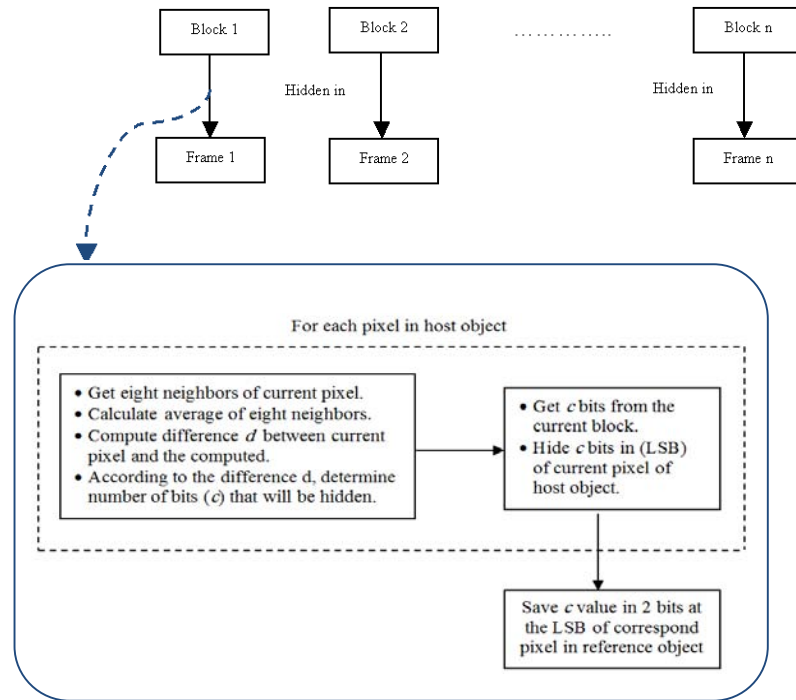 Block 1
Block 2
…………..
Block n
Hidden in
Hidden in
Frame 1
Frame 2
Frame n
For each pixel in host object
• Get eight neighbors of current pixel.
• Calculate average of eight neighbors.
• Compute difference d between current
pixel and the computed.
• According to the difference d, determine
number of bits (c) that will be hidden.
• Get c bits from the
current block.
• Hide c bits in (LSB)
of current pixel of
host object.
Save c value in 2 bits at
the LSB of correspond
pixel in reference object